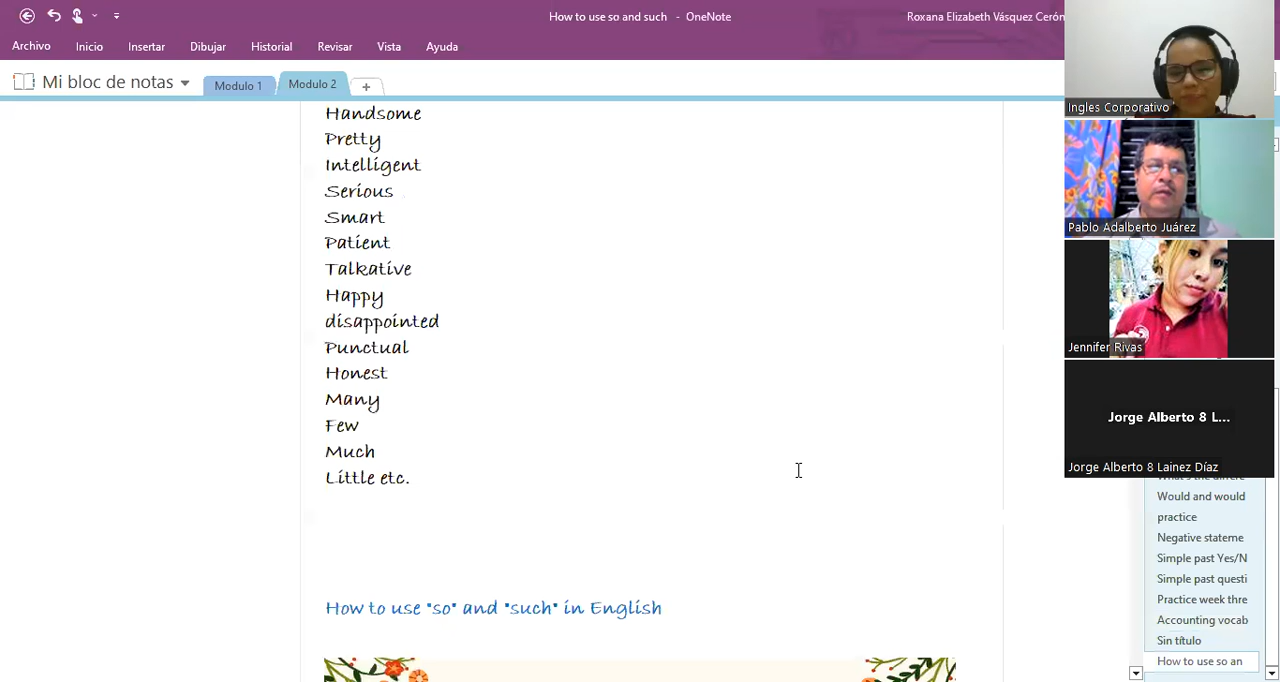 How to use so and such - OneNote
Roxana Elizabeth Vásquez Cerón
Archivo Inicio Insertar Dibujar Historial Revisar Vista Ayuda
Mi bloc de notas Modulo 1 Modulo 2 +
Handsome
Pretty
Intelligent
Serious
Smart
Patient
Talkative
Happy
disappointed
Punctual
Honest
Many
Few
Much
Little etc.
How to use "so" and "such" in English
Ingles Corporativo
Pablo Adalberto Juárez
Jennifer Rivas
Jorge Alberto 8 L...
Jorge Alberto 8 Lainez Díaz
What's the differe
Would and would
practice
Negative stateme
Simple past Yes/N
Simple past questi
Practice week thre
Accounting vocab
Sin título
How to use so an